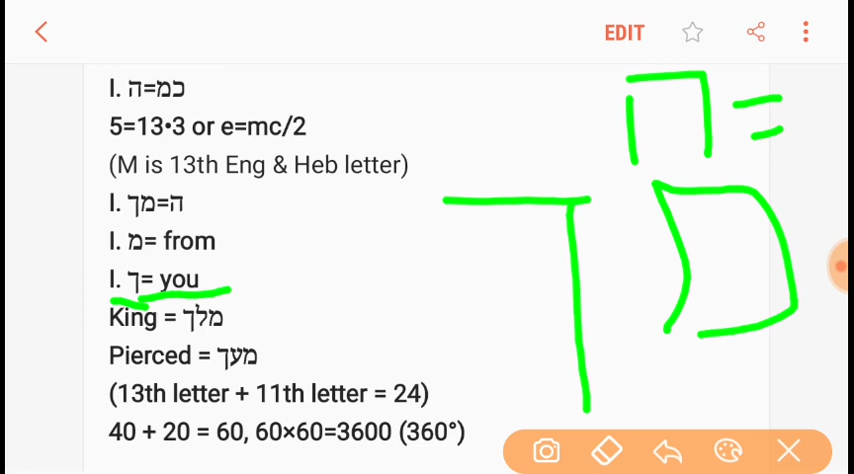 EDIT
I. כמ=ה
5=13•3 or e=mc/2
(M is 13th Eng & Heb letter)
I. ה=מך
I. מ= from
I. ך= you
King = מלך
Pierced = מעך
(13th letter + 11th letter = 24)
40 + 20 = 60, 60×60=3600 (360°)
ה =
מך